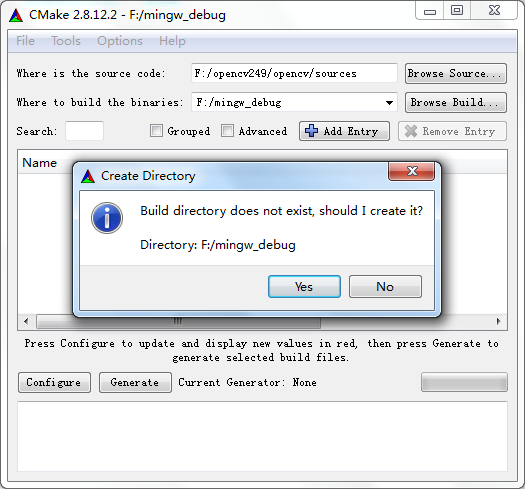 CMake 2.8.12.2 - F:/mingw_debug
File Tools Options Help
Where is the source code: F:/opencv249/opencv/sources Browse Source...
Where to build the binaries: F:/mingw_debug Browse Build...
Search: Grouped Advanced Add Entry Remove Entry
Name
Create Directory
Build directory does not exist, should I create it?
Directory: F:/mingw_debug
Yes No
Press Configure to update and display new values in red, then press Generate to
generate selected build files.
Configure Generate Current Generator: None